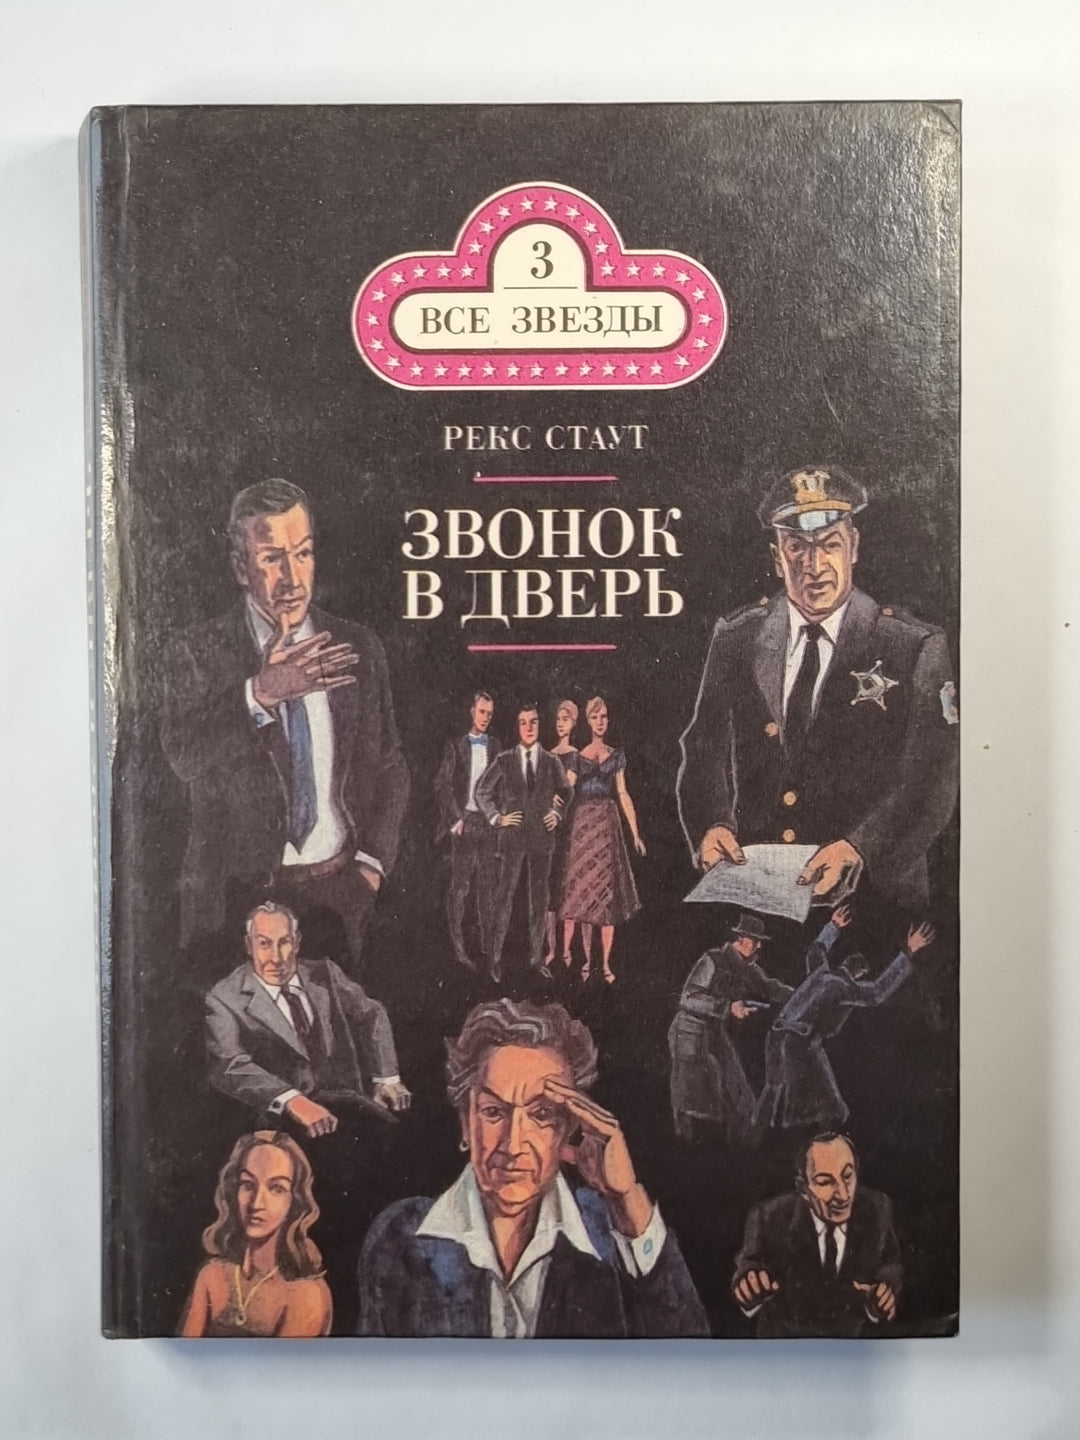 3
ВСЕ ЗВЕЗДЫ
РЕКС СТАУТ
ЗВОНОК
В ДВЕРЬ